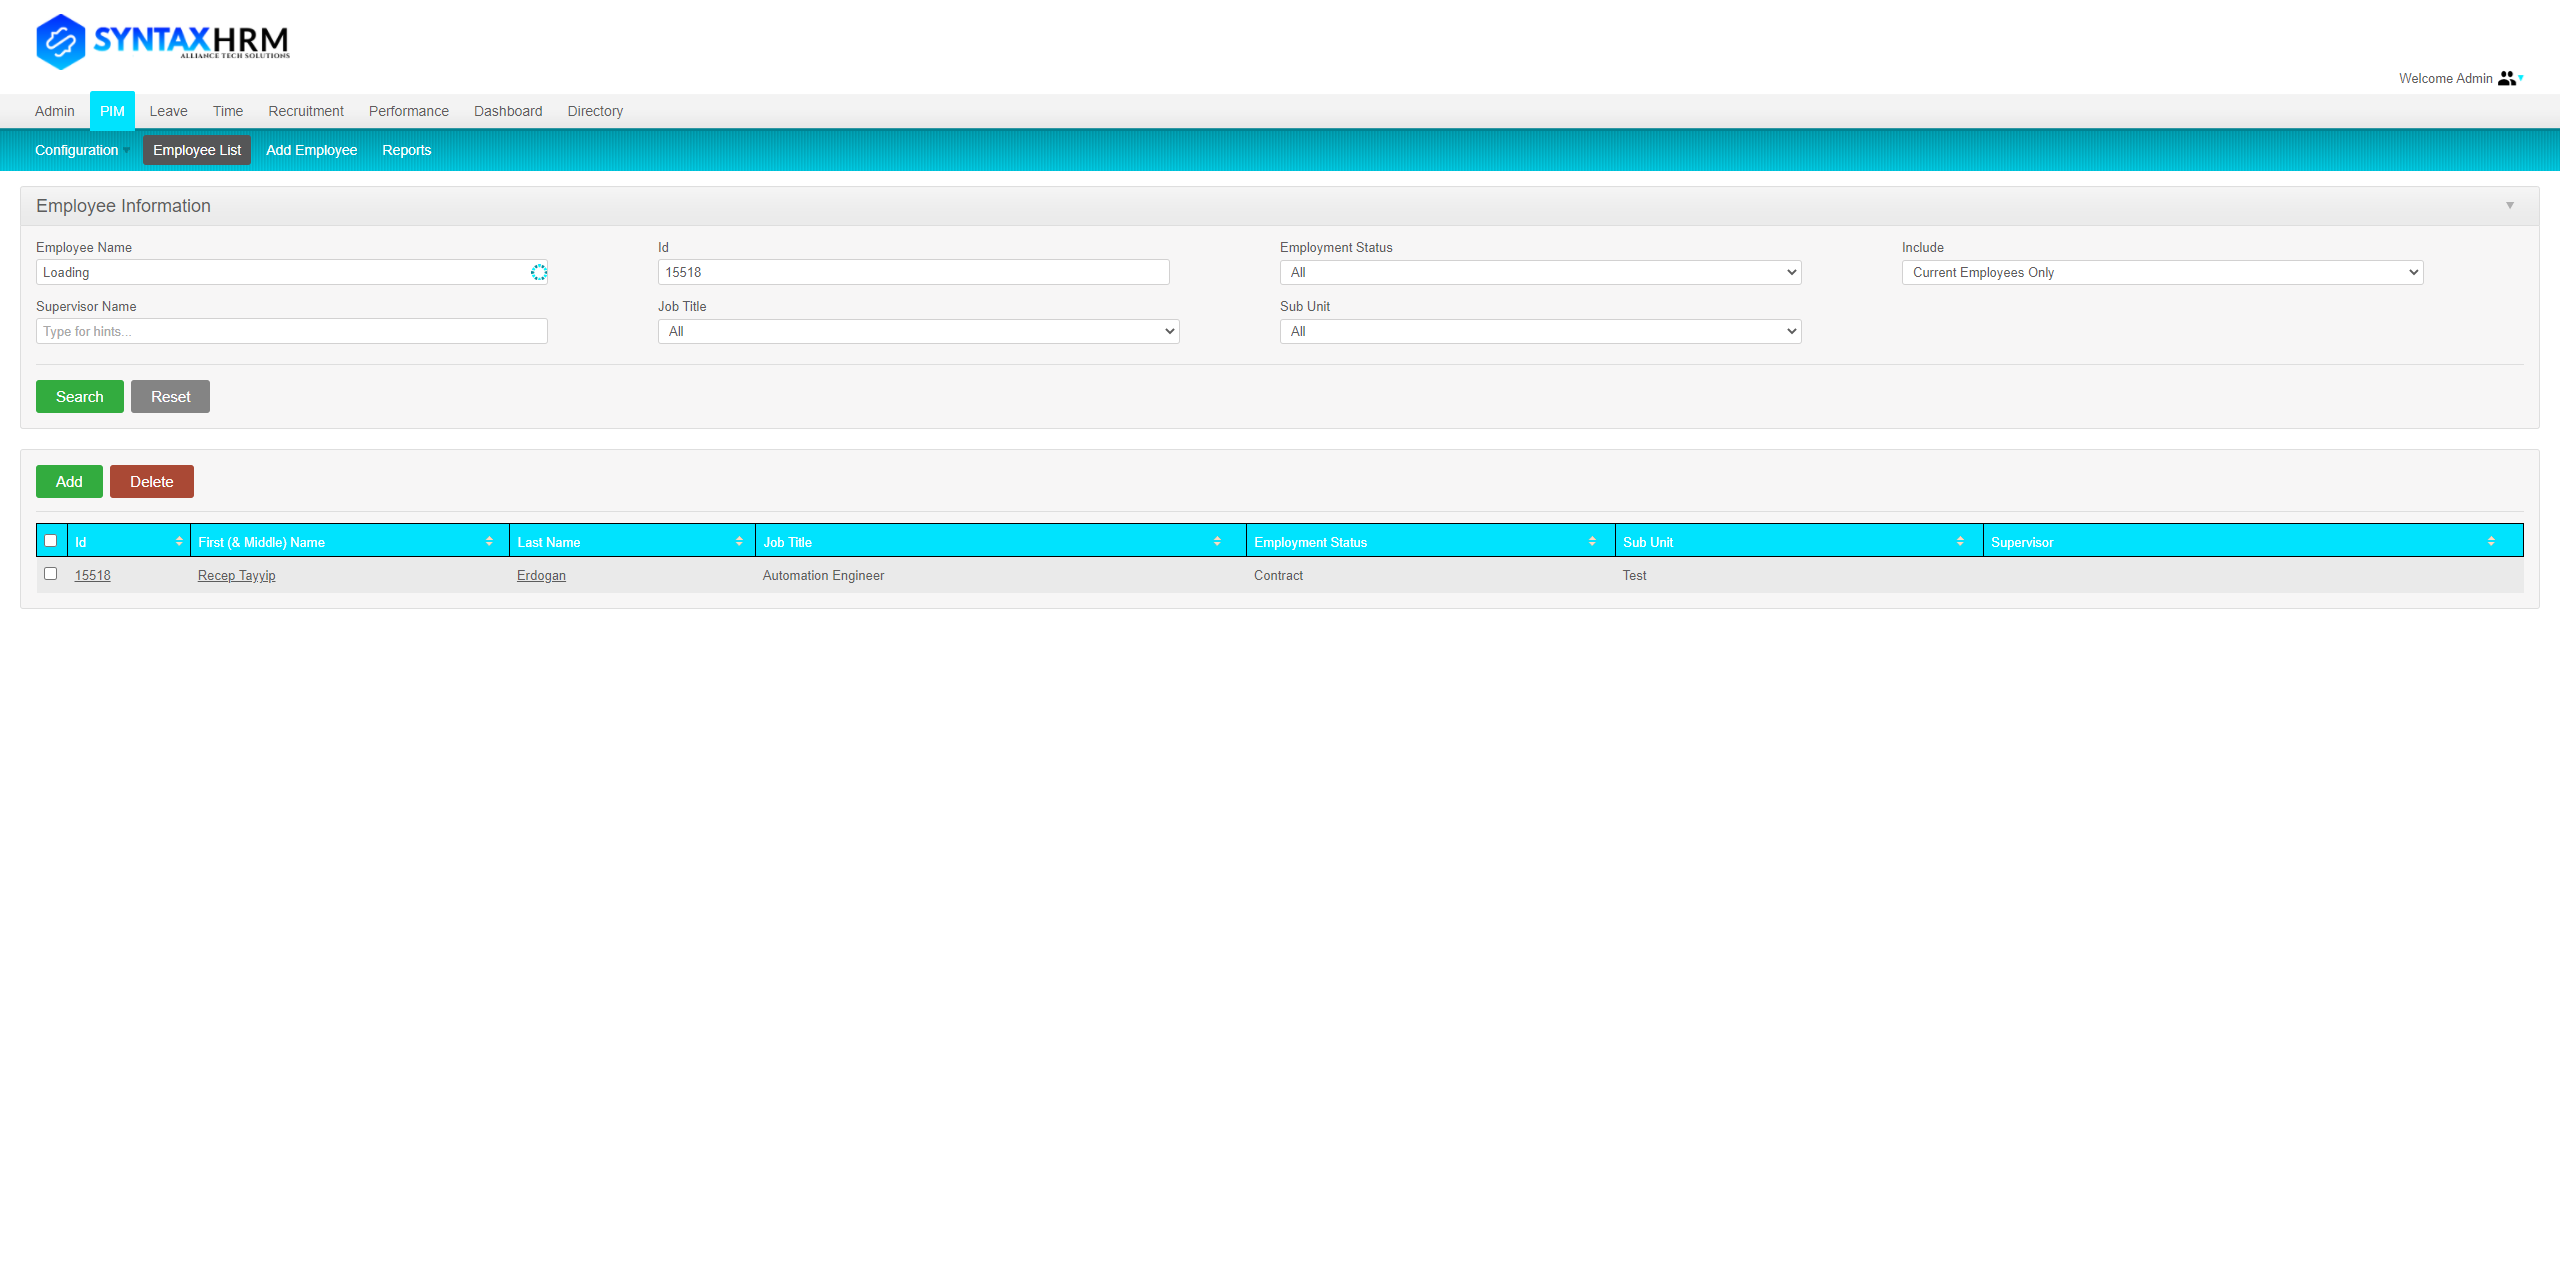 SYNTAXHRM
ALLIANCE TECH SOLUTIONS
Welcome Admin
Admin PIM Leave Time Recruitment Performance Dashboard Directory
Configuration Employee List Add Employee Reports
Employee Information
Employee Name Id Employment Status Include
Loading 15518 All Current Employees Only
Supervisor Name Job Title Sub Unit
Type for hints... All All
Search Reset
Add Delete
Id First (& Middle) Name Last Name Job Title Employment Status Sub Unit Supervisor
15518 Recep Tayyip Erdogan Automation Engineer Contract Test